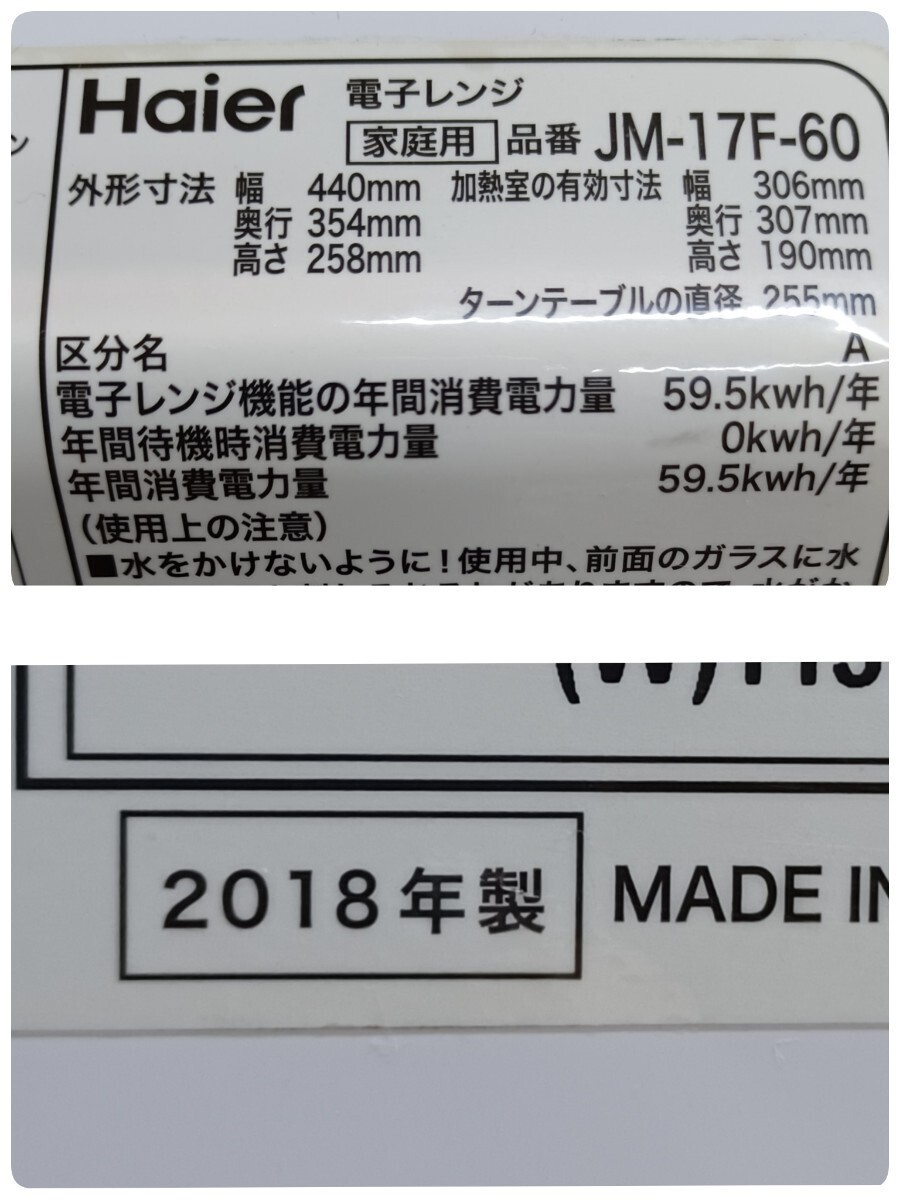 Haier 電子レンジ
家庭用 品番 JM-17F-60
外形寸法 幅 440mm 加熱室の有効寸法 幅 306mm
奥行 354mm 奥行 307mm
高さ 258mm 高さ 190mm
ターンテーブルの直径 255mm
区分名 A
電子レンジ機能の年間消費電力量 59.5kwh/年
年間待機時消費電力量 0kwh/年
年間消費電力量 59.5kwh/年
(使用上の注意)
■水をかけないように!使用中、前面のガラスに水
(W)
2018年製 MADE IN